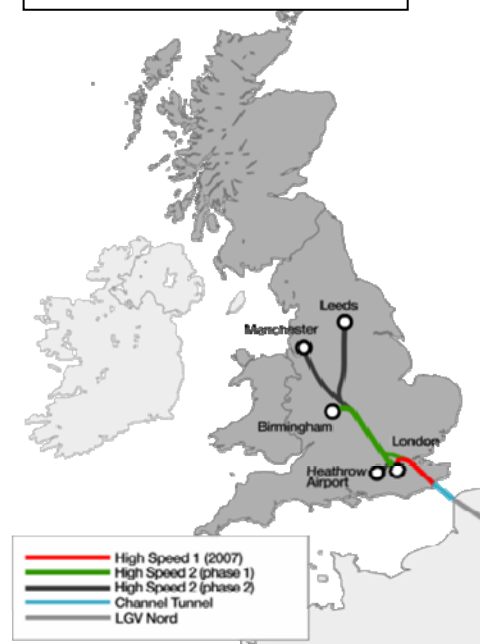 Leeds
Manchester
Birmingham
London
Heathrow
Airport
High Speed 1 (2007)
High Speed 2 (phase 1)
High Speed 2 (phase 2)
Channel Tunnel
LGV Nord